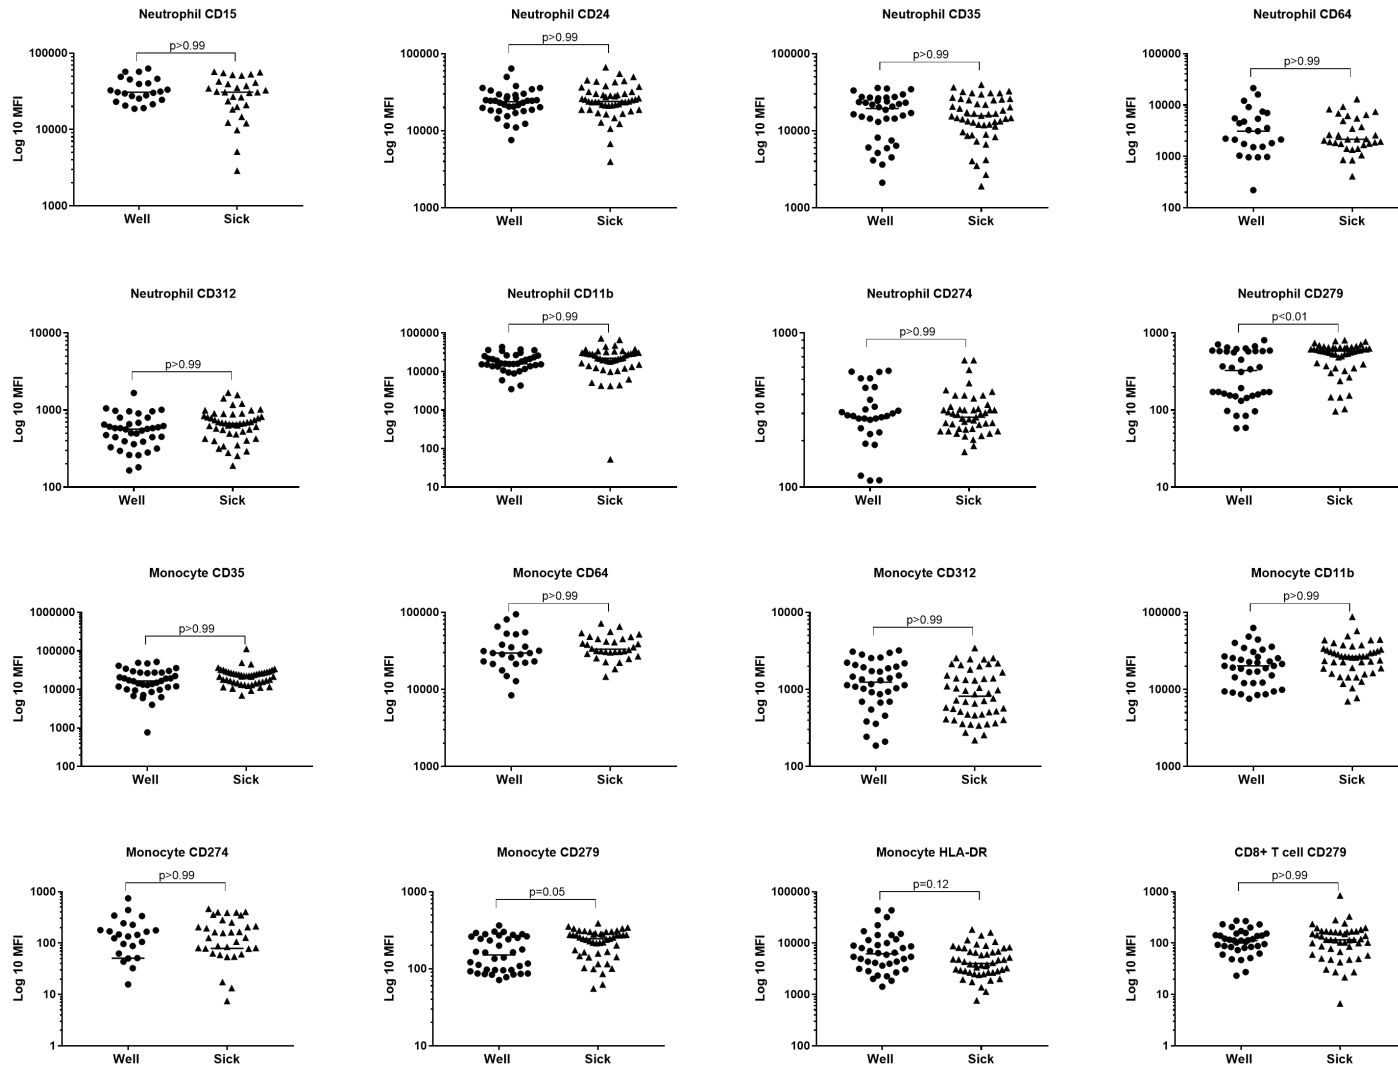 Neutrophil CD15
Log 10 MFI
100000
10000
1000
p>0.99
Well Sick
Neutrophil CD24
Log 10 MFI
100000
10000
1000
p>0.99
Well Sick
Neutrophil CD35
Log 10 MFI
100000
10000
1000
p>0.99
Well Sick
Neutrophil CD64
Log 10 MFI
100000
10000
1000
100
p>0.99
Well Sick
Neutrophil CD312
Log 10 MFI
10000
1000
100
p>0.99
Well Sick
Neutrophil CD11b
Log 10 MFI
100000
10000
1000
100
10
p>0.99
Well Sick
Neutrophil CD274
Log 10 MFI
1000
100
p>0.99
Well Sick
Neutrophil CD279
Log 10 MFI
1000
100
10
p<0.01
Well Sick
Monocyte CD35
Log 10 MFI
1000000
100000
10000
1000
100
p>0.99
Well Sick
Monocyte CD64
Log 10 MFI
100000
10000
1000
p>0.99
Well Sick
Monocyte CD312
Log 10 MFI
10000
1000
100
p>0.99
Well Sick
Monocyte CD11b
Log 10 MFI
100000
10000
1000
p>0.99
Well Sick
Monocyte CD274
Log 10 MFI
1000
100
10
1
p>0.99
Well Sick
Monocyte CD279
Log 10 MFI
1000
100
10
p=0.05
Well Sick
Monocyte HLA-DR
Log 10 MFI
100000
10000
1000
100
p=0.12
Well Sick
CD8+ T cell CD279
Log 10 MFI
1000
100
10
1
p>0.99
Well Sick